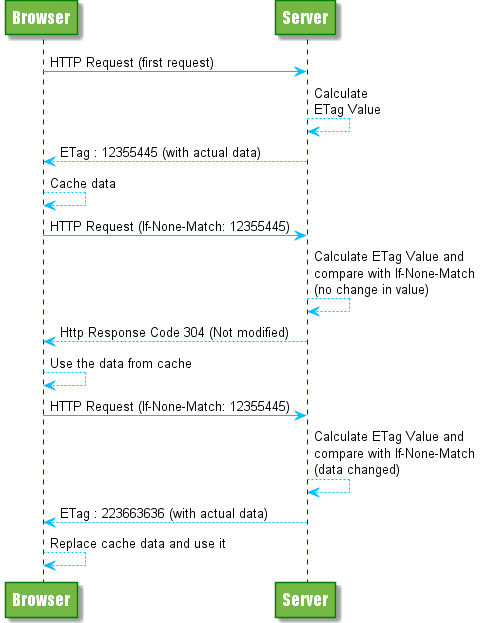 Browser
Server
HTTP Request (first request)
Calculate
ETag Value
ETag : 12355445 (with actual data)
Cache data
HTTP Request (If-None-Match: 12355445)
Calculate ETag Value and
compare with If-None-Match
(no change in value)
Http Response Code 304 (Not modified)
Use the data from cache
HTTP Request (If-None-Match: 12355445)
Calculate ETag Value and
compare with If-None-Match
(data changed)
ETag : 223663636 (with actual data)
Replace cache data and use it
Browser
Server